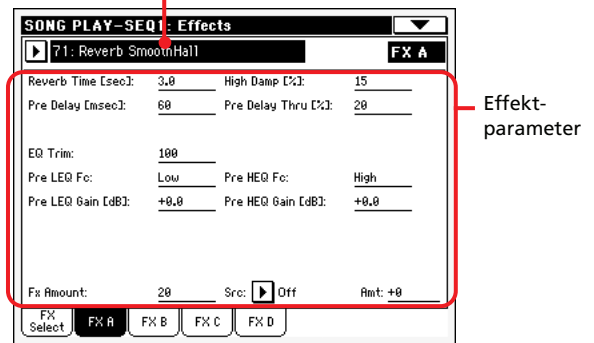 SONG PLAY-SEQ1: Effects
71: Reverb SmoothHall FX A
Reverb Time [sec]: 3.0 High Damp [%]: 15
Pre Delay [msec]: 60 Pre Delay Thru [%]: 20
EQ Trim: 100
Pre LEQ Fc: Low Pre HEQ Fc: High
Pre LEQ Gain [dB]: +0.0 Pre HEQ Gain [dB]: +0.0
Fx Amount: 20 Src: Off Amt: +0
FX Select FX A FX B FX C FX D
Effekt-
parameter